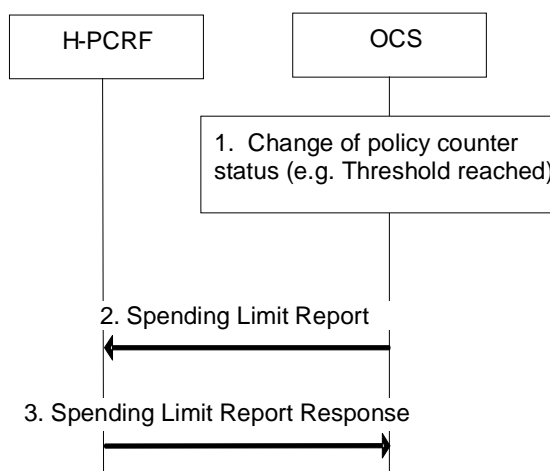 H-PCRF
OCS
1. Change of policy counter
status (e.g. Threshold reached)
2. Spending Limit Report
3. Spending Limit Report Response